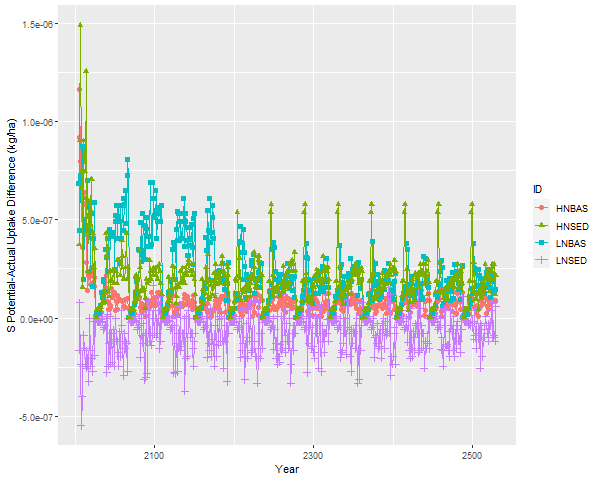 S Potential-Actual Uptake Difference (kg/ha)
1.5e-06
1.0e-06
5.0e-07
0.0e+00
-5.0e-07
2100
2300
2500
Year
ID
HNBAS
HNSED
LNBAS
LNSED